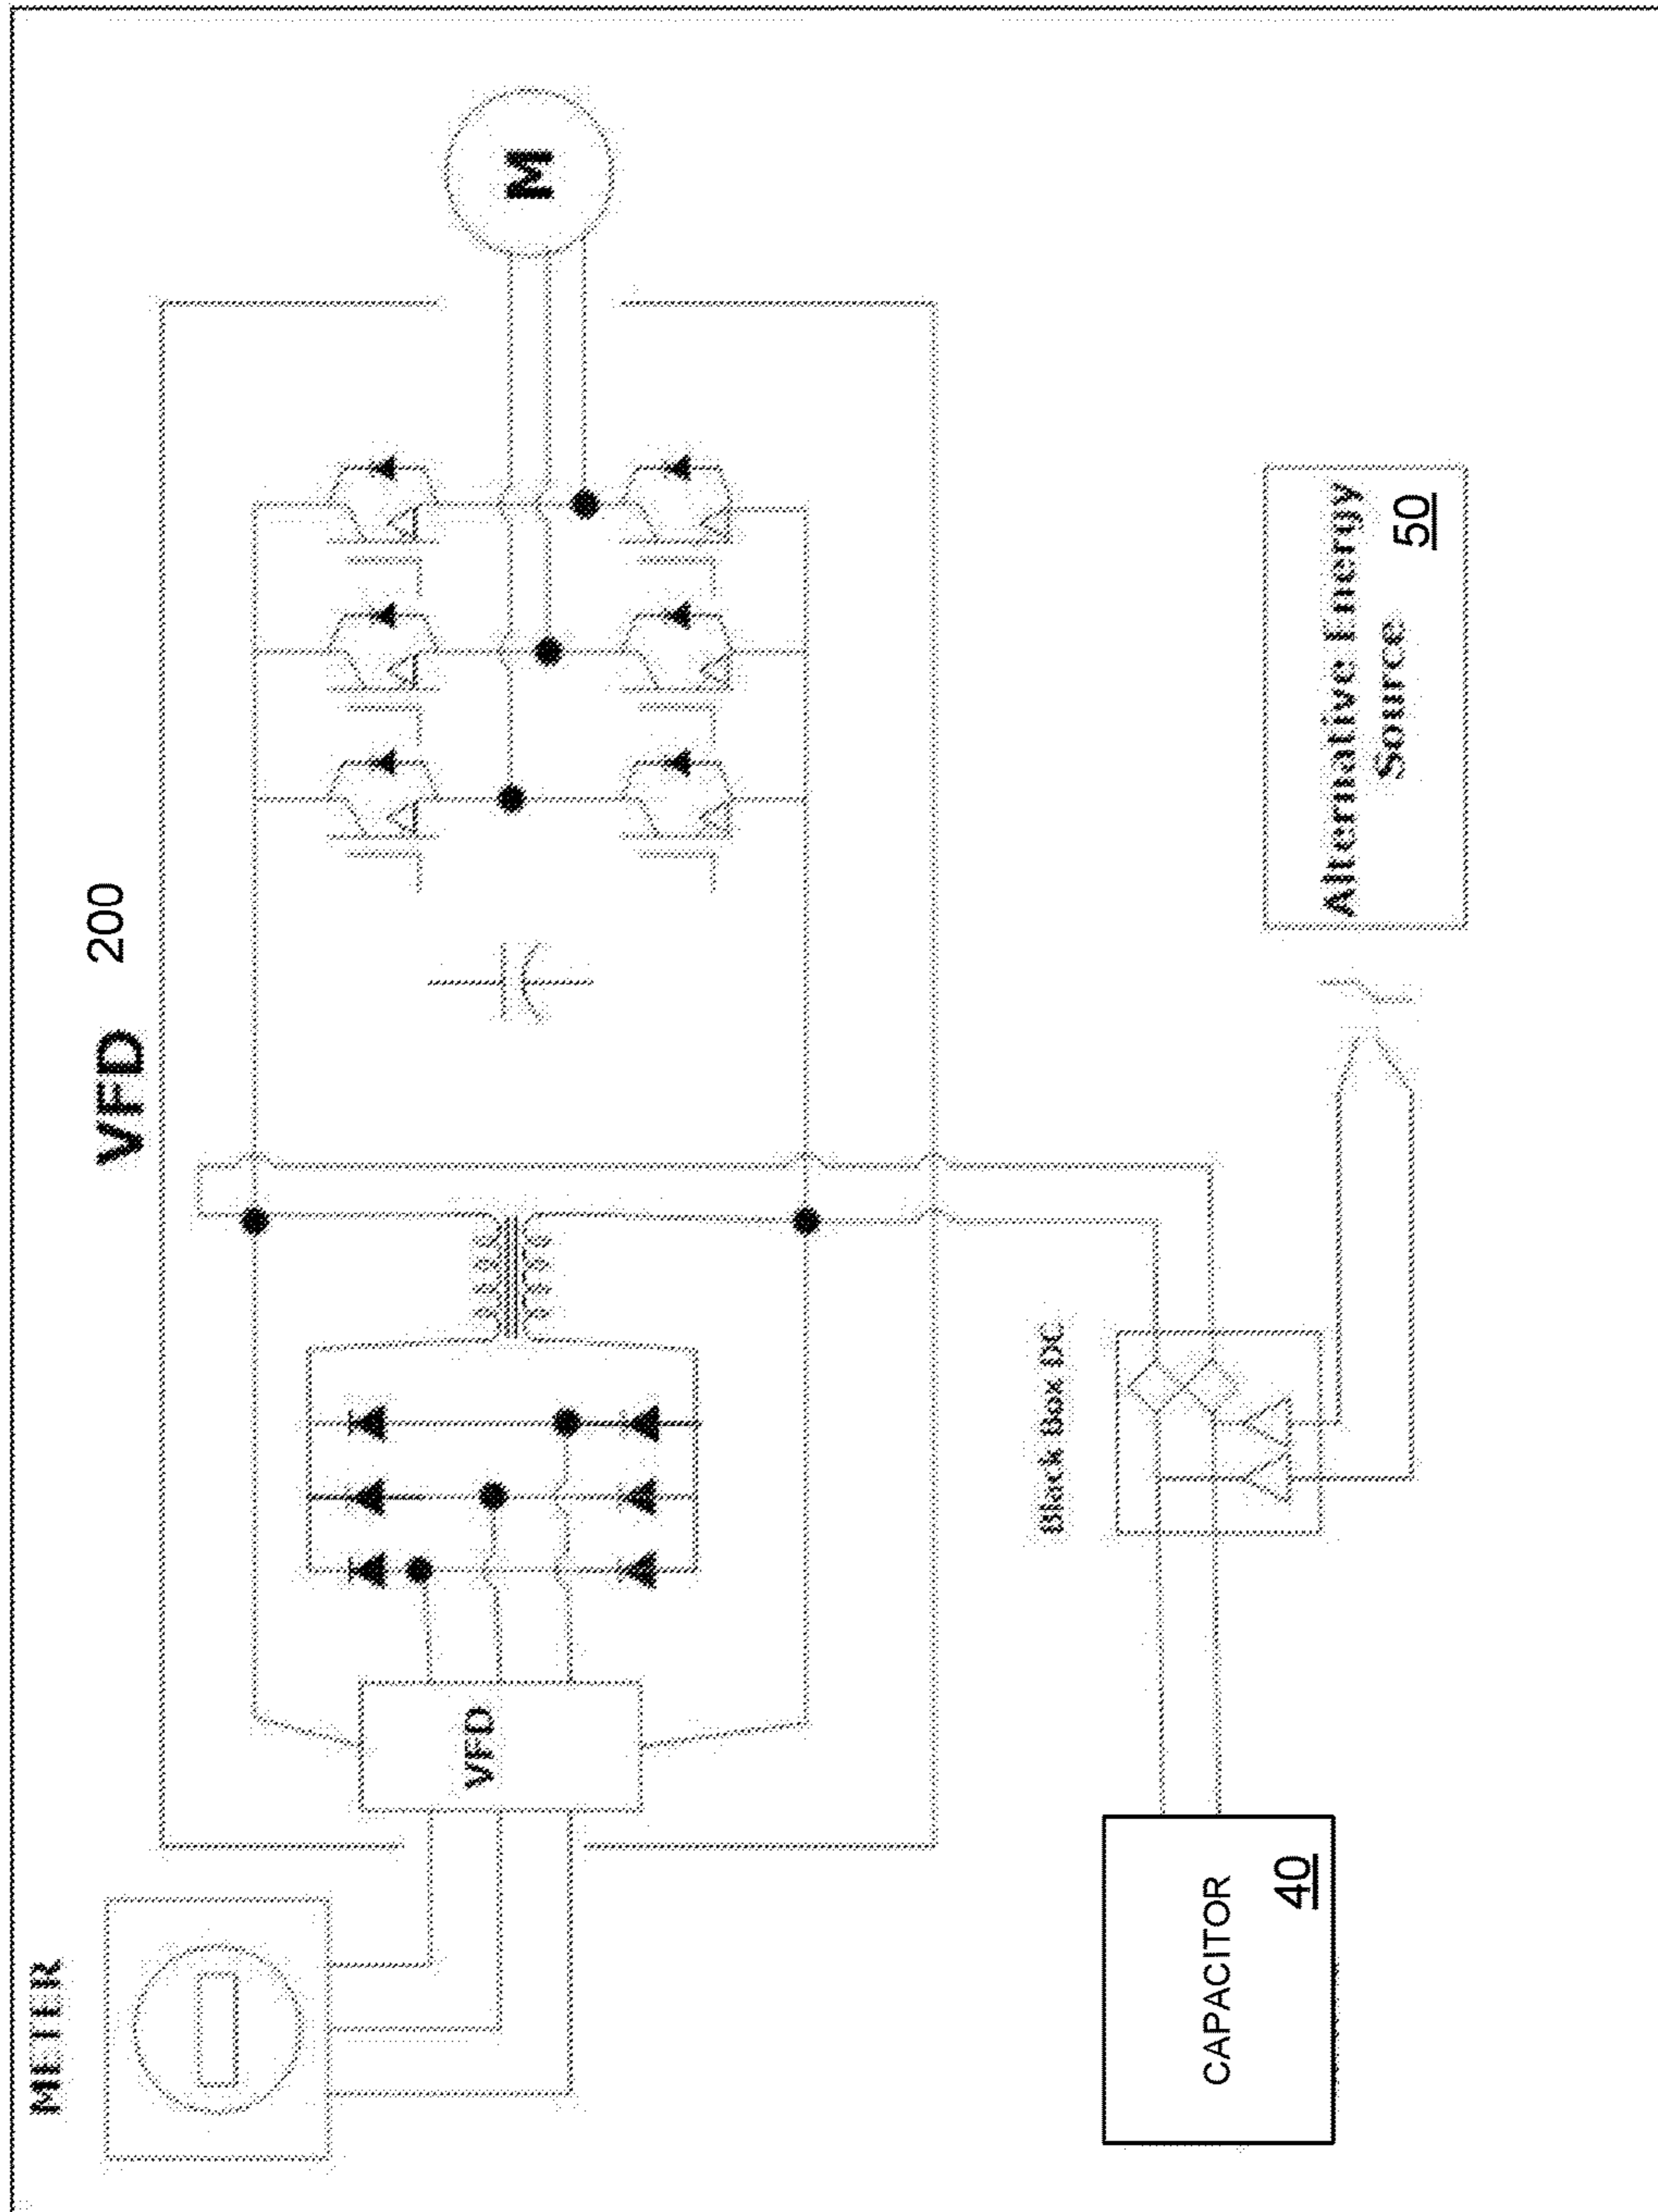 METER
VFD 200
VFD
M
Black Box DC
CAPACITOR
40
Alternative Energy
Source
50